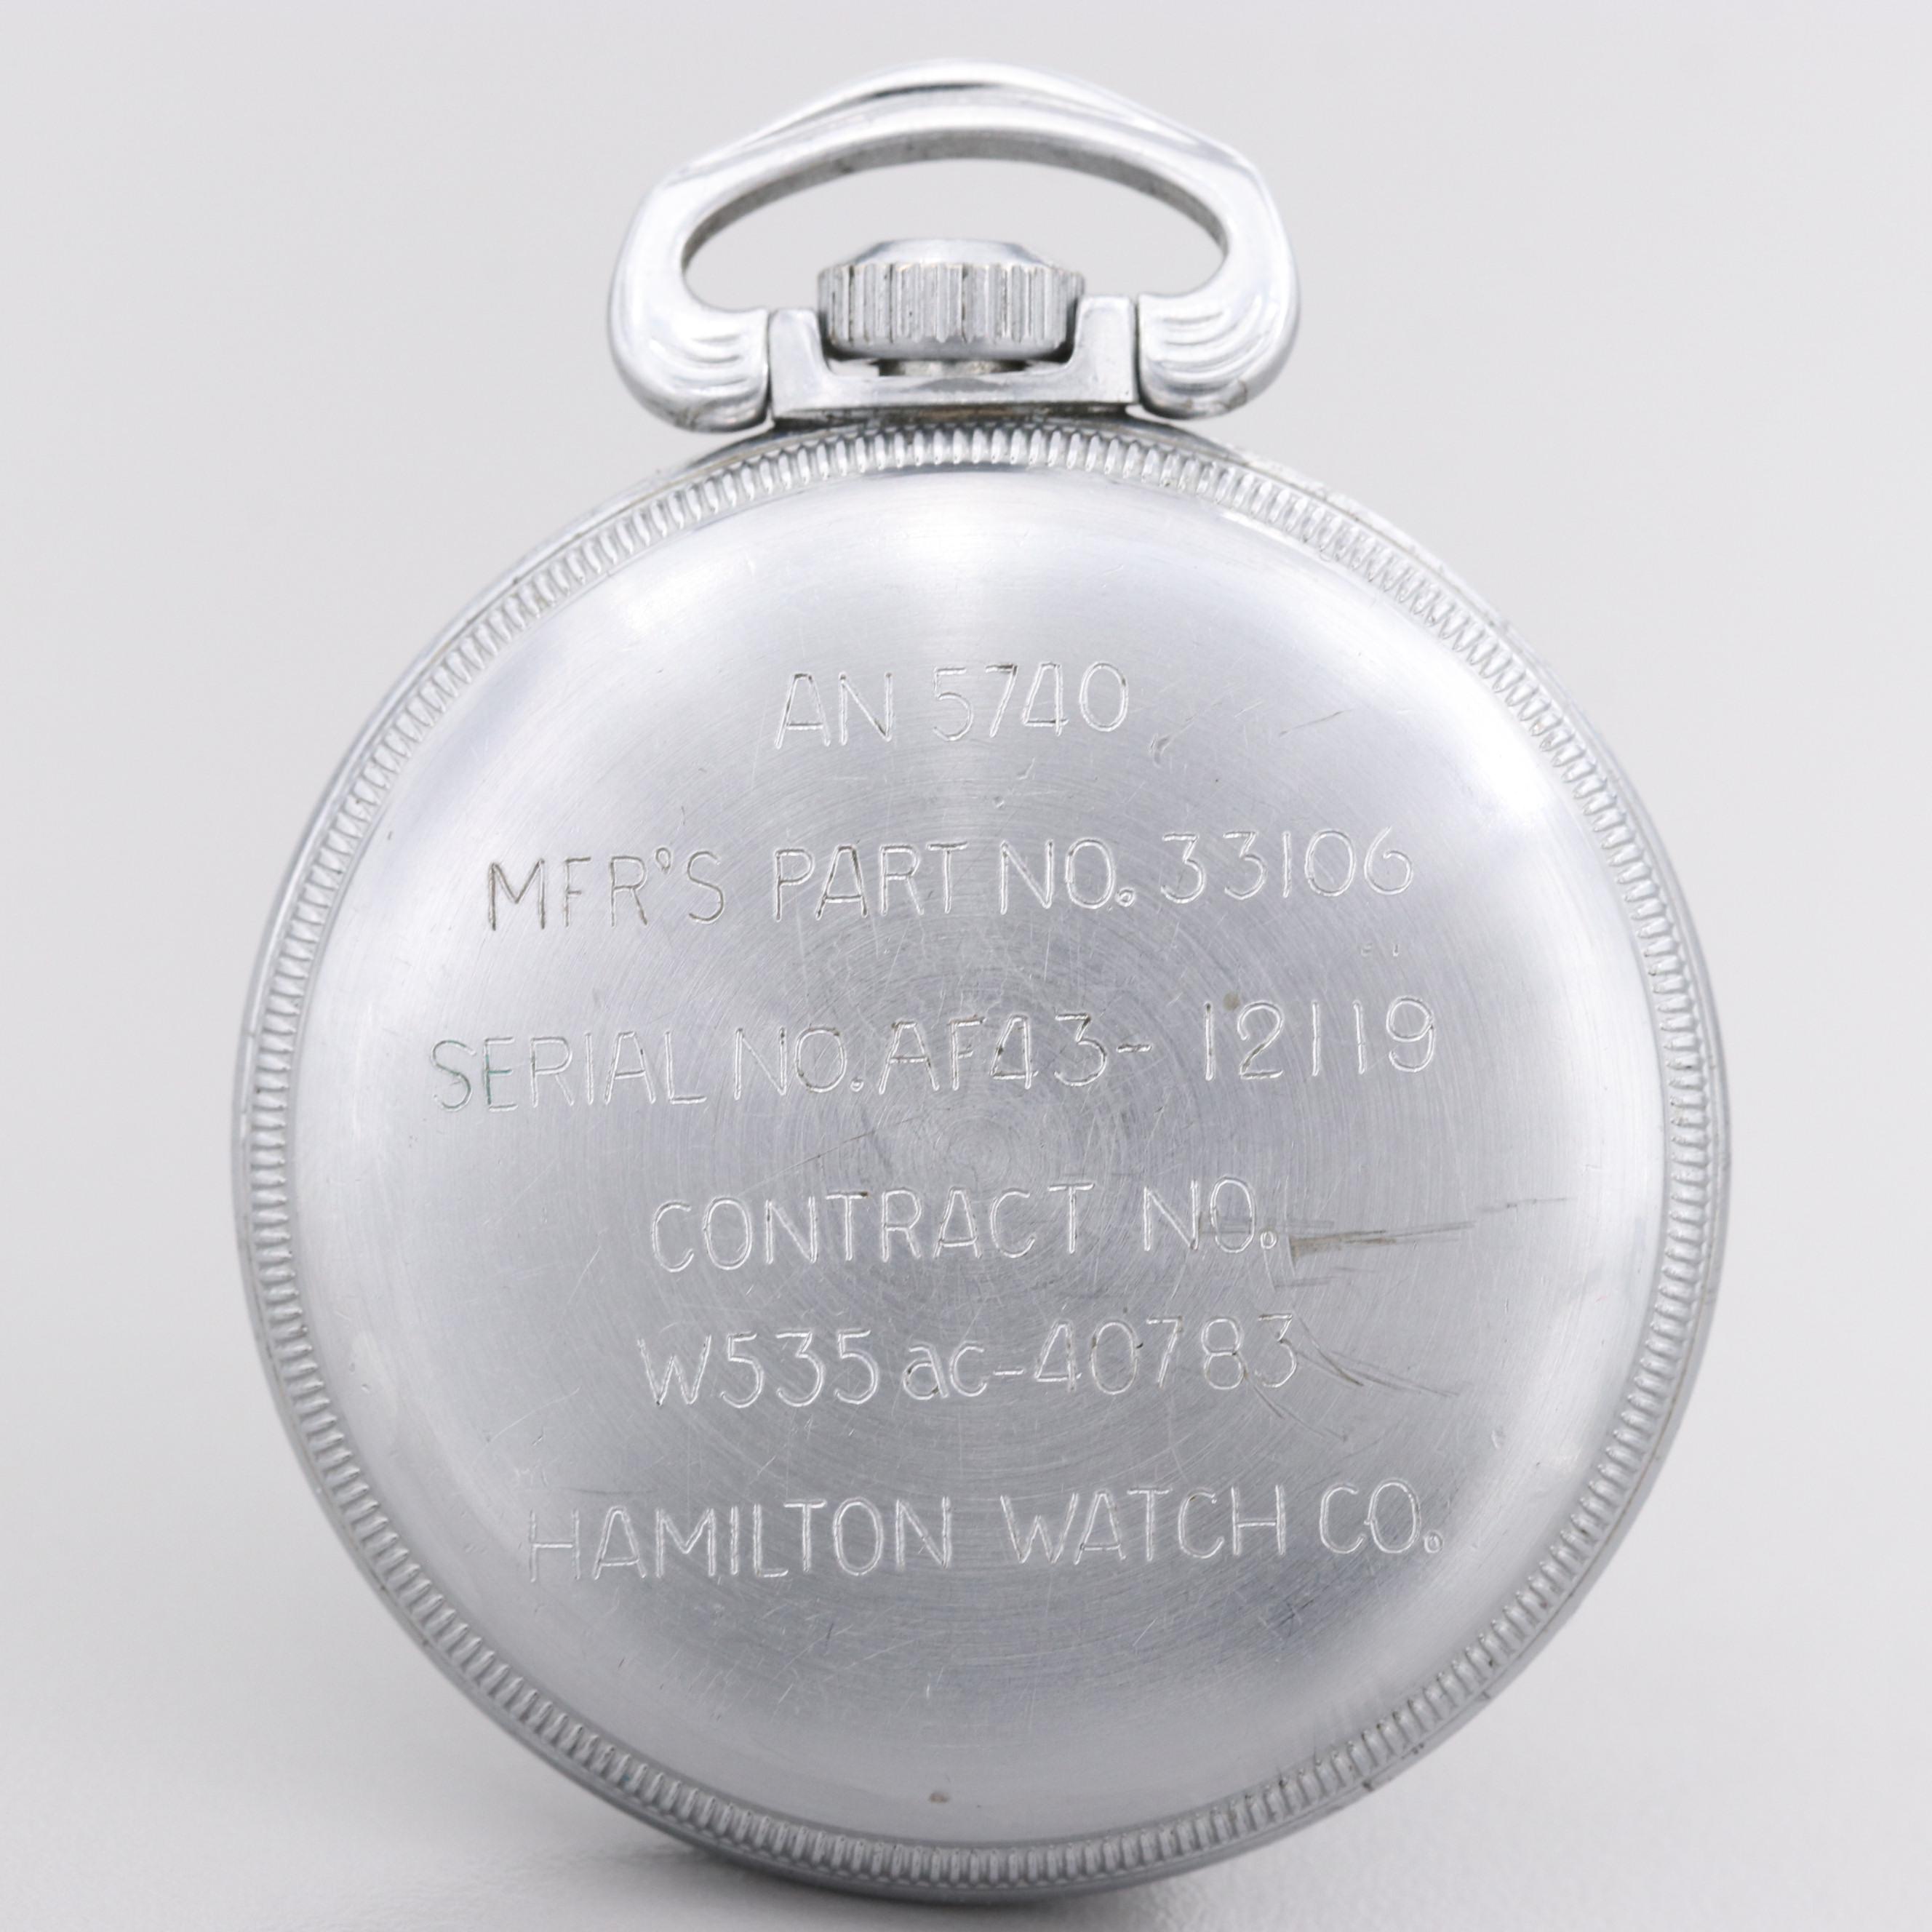 AN 5740
MFR'S PART NO. 33106
SERIAL NO. AF43-12119
CONTRACT NO.
W535 ac-40783
HAMILTON WATCH CO.